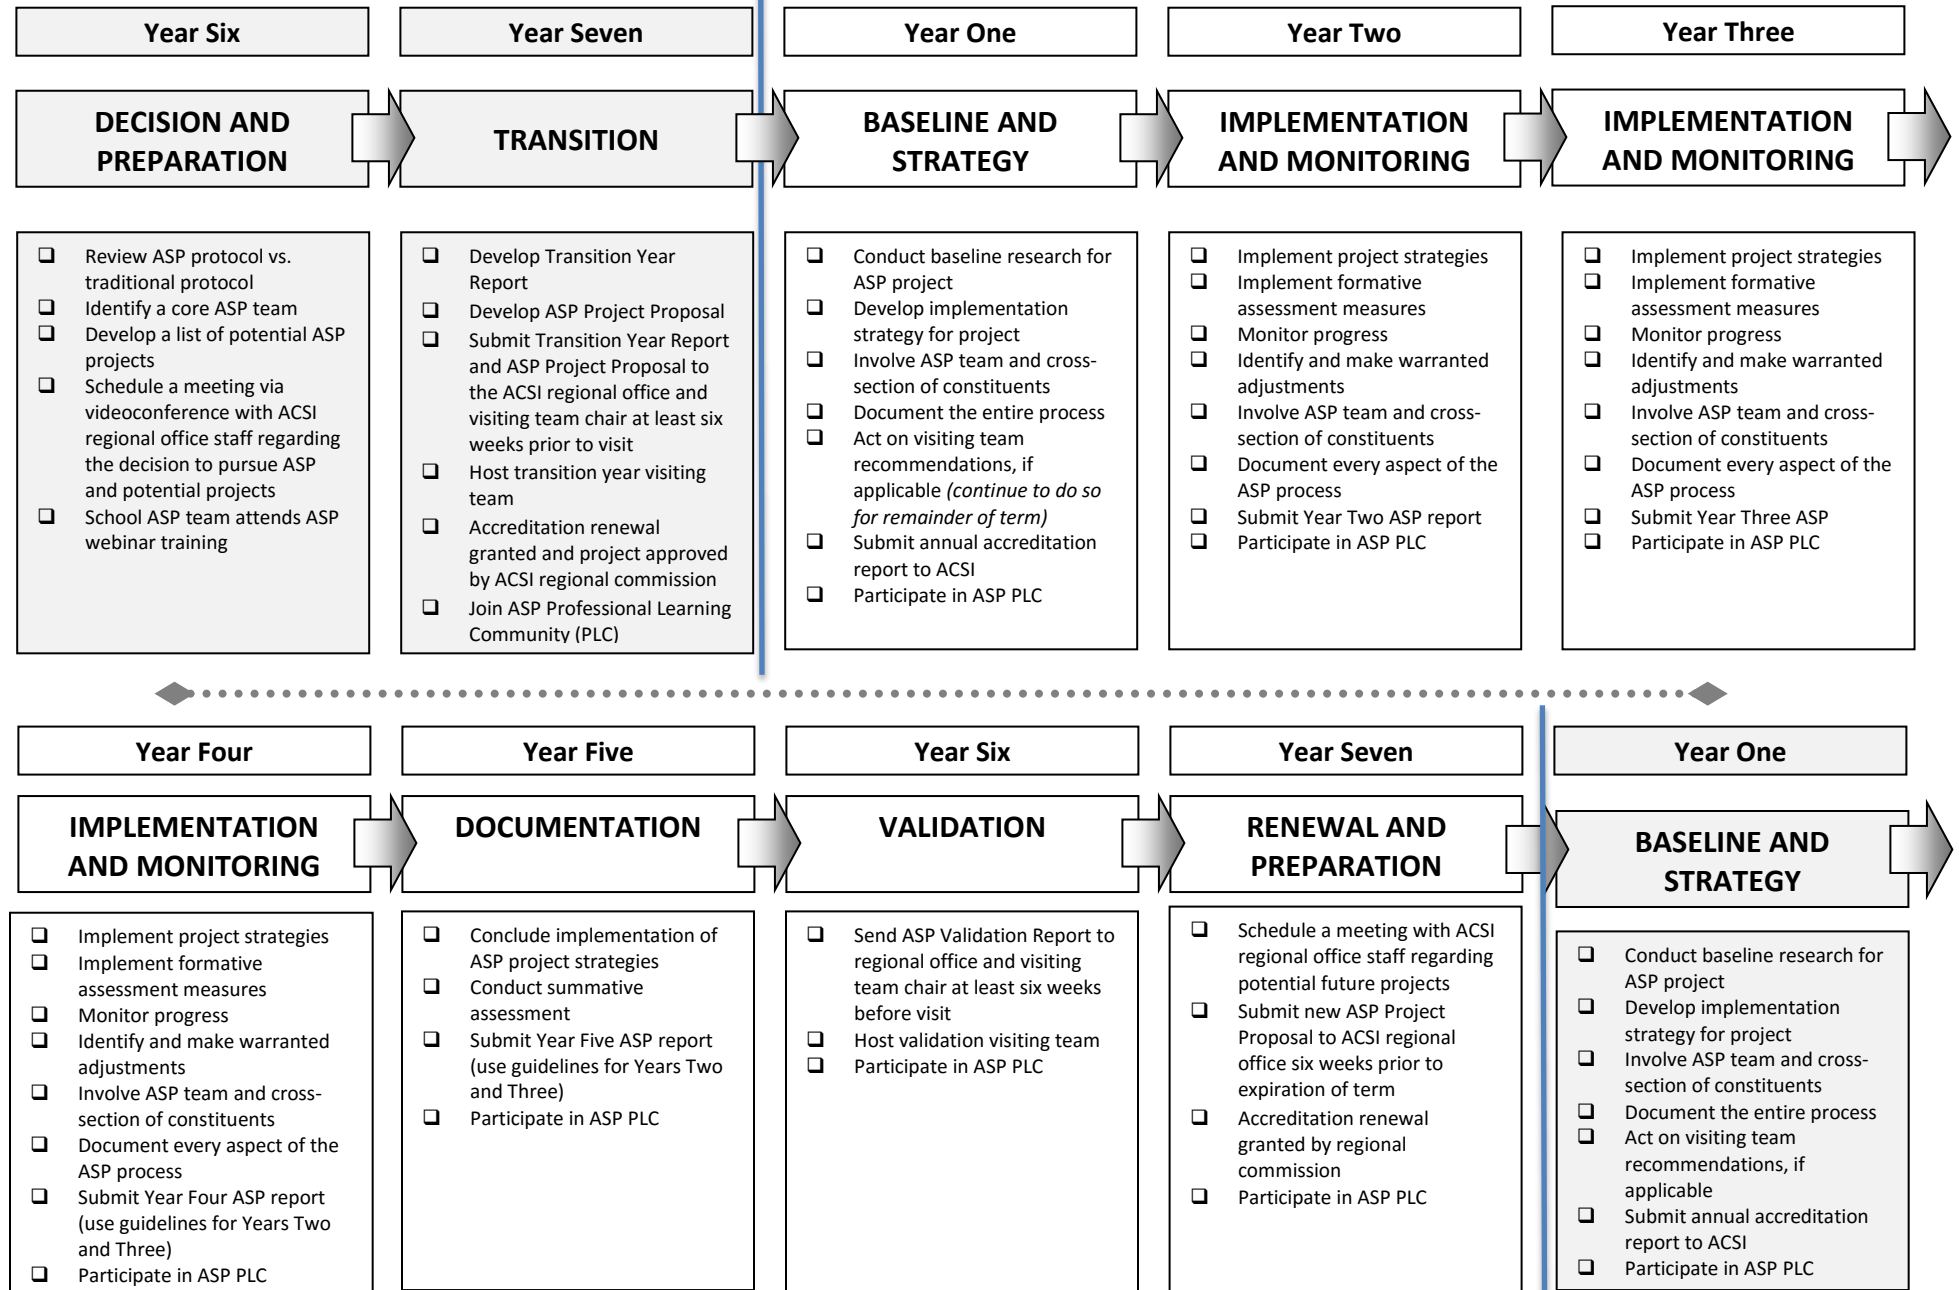 Year Six
Year Seven
Year One
Year Two
Year Three
DECISION AND
PREPARATION
TRANSITION
BASELINE AND
STRATEGY
IMPLEMENTATION
AND MONITORING
IMPLEMENTATION
AND MONITORING
Review ASP protocol vs.
traditional protocol
Identify a core ASP team
Develop a list of potential ASP
projects
Schedule a meeting via
videoconference with ACSI
regional office staff regarding
the decision to pursue ASP
and potential projects
School ASP team attends ASP
webinar training
Develop Transition Year
Report
Develop ASP Project Proposal
Submit Transition Year Report
and ASP Project Proposal to
the ACSI regional office and
visiting team chair at least six
weeks prior to visit
Host transition year visiting
team
Accreditation renewal
granted and project approved
by ACSI regional commission
Join ASP Professional Learning
Community (PLC)
Conduct baseline research for
ASP project
Develop implementation
strategy for project
Involve ASP team and cross-
section of constituents
Document the entire process
Act on visiting team
recommendations, if
applicable (continue to do so
for remainder of term)
Submit annual accreditation
report to ACSI
Participate in ASP PLC
Implement project strategies
Implement formative
assessment measures
Monitor progress
Identify and make warranted
adjustments
Involve ASP team and cross-
section of constituents
Document every aspect of the
ASP process
Submit Year Two ASP report
Participate in ASP PLC
Implement project strategies
Implement formative
assessment measures
Monitor progress
Identify and make warranted
adjustments
Involve ASP team and cross-
section of constituents
Document every aspect of the
ASP process
Submit Year Three ASP
Participate in ASP PLC
Year Four
Year Five
Year Six
Year Seven
Year One
IMPLEMENTATION
AND MONITORING
DOCUMENTATION
VALIDATION
RENEWAL AND
PREPARATION
BASELINE AND
STRATEGY
Implement project strategies
Implement formative
assessment measures
Monitor progress
Identify and make warranted
adjustments
Involve ASP team and cross-
section of constituents
Document every aspect of the
ASP process
Submit Year Four ASP report
(use guidelines for Years Two
and Three)
Participate in ASP PLC
Conclude implementation of
ASP project strategies
Conduct summative
assessment
Submit Year Five ASP report
(use guidelines for Years Two
and Three)
Participate in ASP PLC
Send ASP Validation Report to
regional office and visiting
team chair at least six weeks
before visit
Host validation visiting team
Participate in ASP PLC
Schedule a meeting with ACSI
regional office staff regarding
potential future projects
Submit new ASP Project
Proposal to ACSI regional
office six weeks prior to
expiration of term
Accreditation renewal
granted by regional
commission
Participate in ASP PLC
Conduct baseline research for
ASP project
Develop implementation
strategy for project
Involve ASP team and cross-
section of constituents
Document the entire process
Act on visiting team
recommendations, if
applicable
Submit annual accreditation
report to ACSI
Participate in ASP PLC